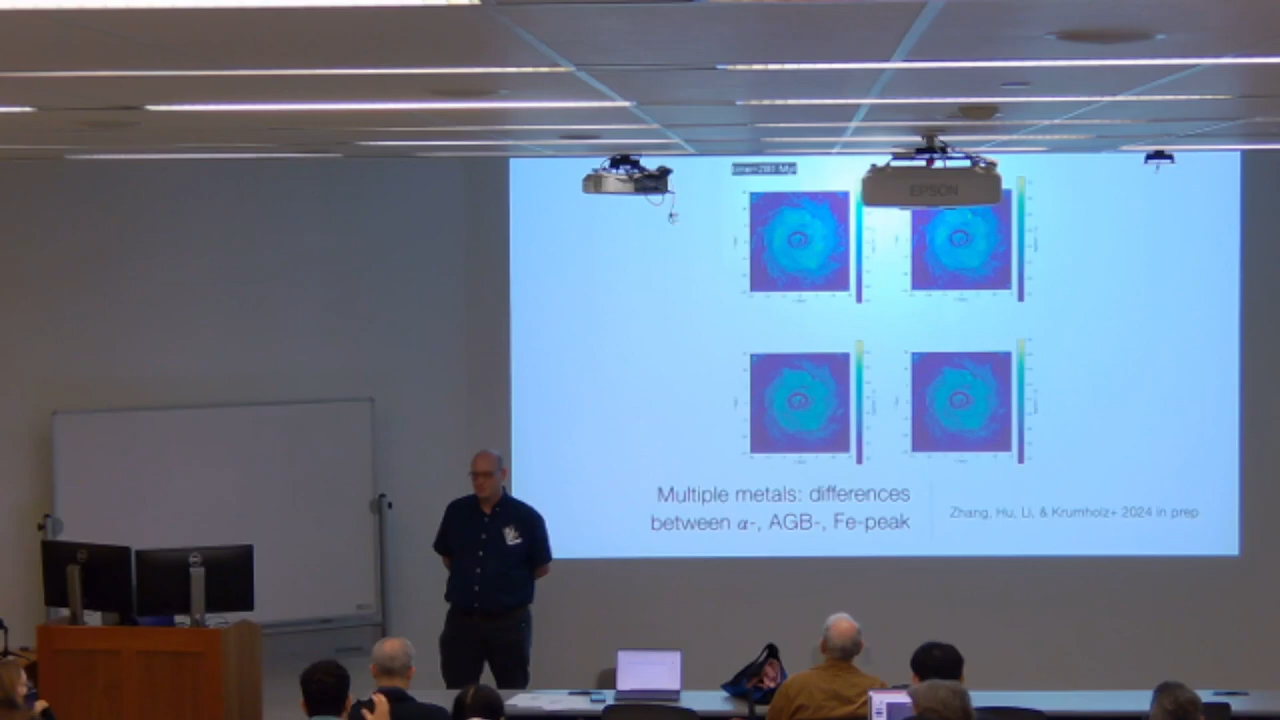 time=280 Myr
EPSON
Multiple metals: differences
between α-, AGB-, Fe-peak
Zhang, Hu, Li, & Krumholz+ 2024 in prep